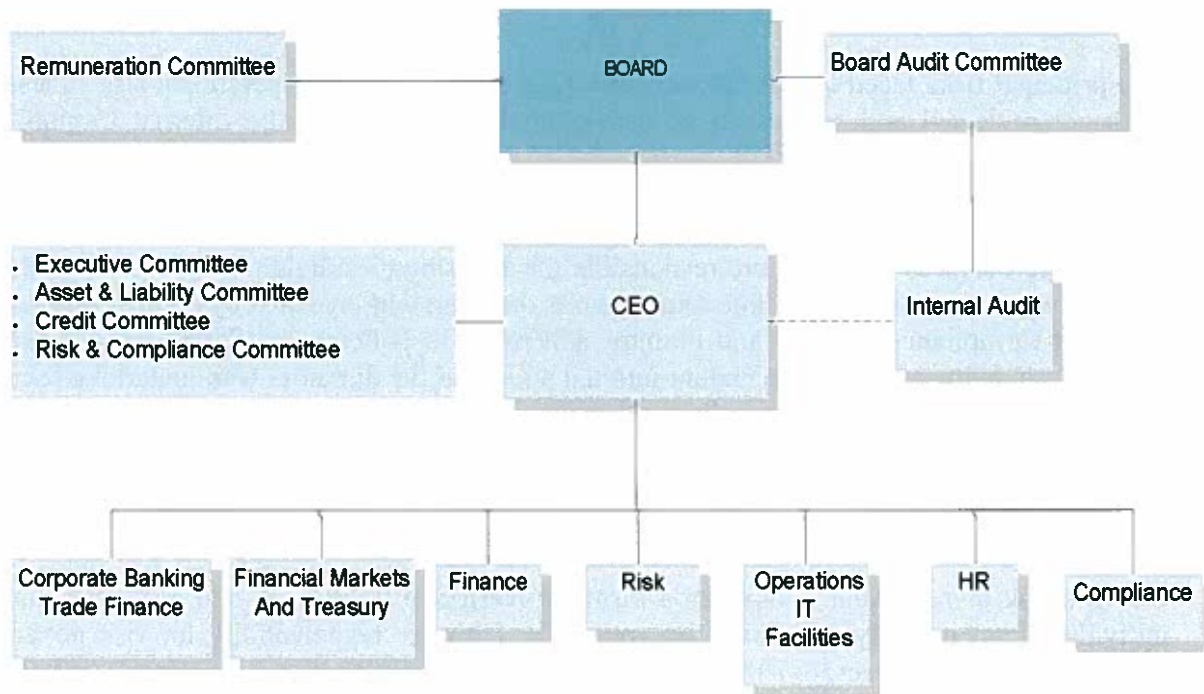 Remuneration Committee
BOARD
Board Audit Committee
. Executive Committee
. Asset & Liability Committee
. Credit Committee
. Risk & Compliance Committee
CEO
Internal Audit
Corporate Banking
Trade Finance
Financial Markets
And Treasury
Finance
Risk
Operations
IT
Facilities
HR
Compliance